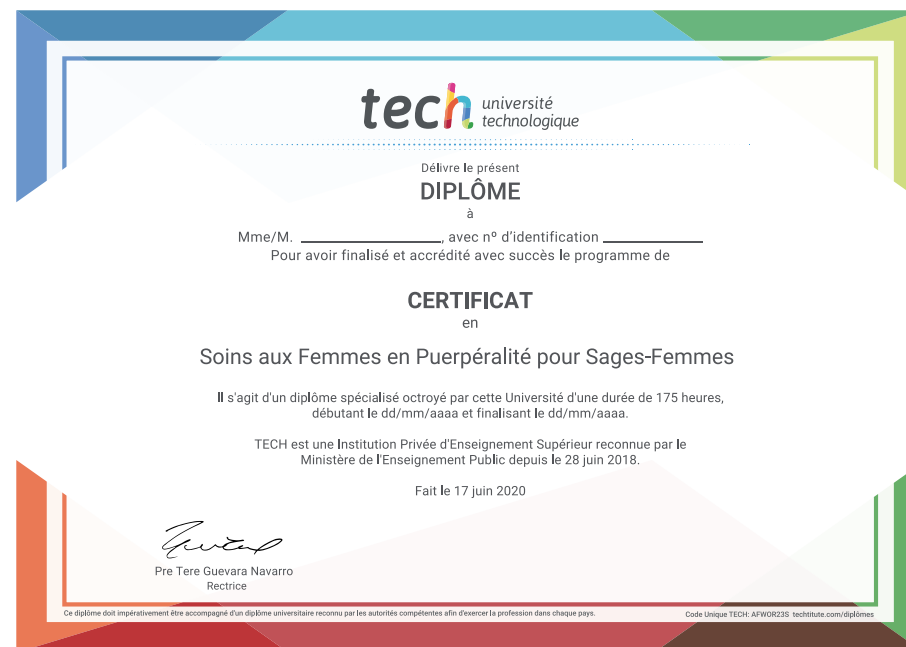 tech université
technologique
Délivre le présent
DIPLÔME
à
Mme/M. ____________________, avec nº d'identification ______________
Pour avoir finalisé et accrédité avec succès le programme de
CERTIFICAT
en
Soins aux Femmes en Puerpéralité pour Sages-Femmes
Il s'agit d'un diplôme spécialisé octroyé par cette Université d'une durée de 175 heures,
débutant le dd/mm/aaaa et finalisant le dd/mm/aaaa.
TECH est une Institution Privée d'Enseignement Supérieur reconnue par le
Ministère de l'Enseignement Public depuis le 28 juin 2018.
Fait le 17 juin 2020
Pre Tere Guevara Navarro
Rectrice
Ce diplôme doit impérativement être accompagné d'un diplôme universitaire reconnu par les autorités compétentes afin d'exercer la profession dans chaque pays.
Code Unique TECH: AFWOR23S techtitute.com/diplômes